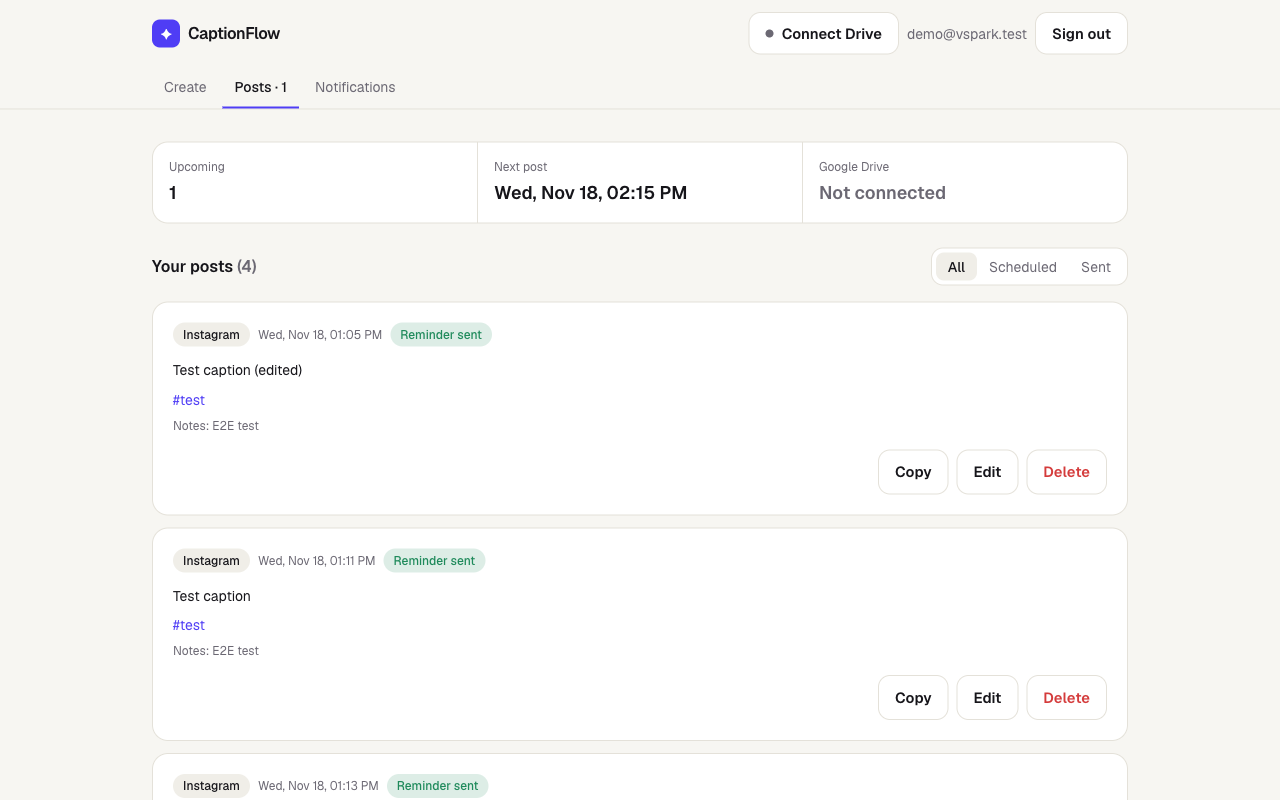 CaptionFlow
Connect Drive
demo@vspark.test
Sign out
Create
Posts · 1
Notifications
Upcoming
1
Next post
Wed, Nov 18, 02:15 PM
Google Drive
Not connected
Your posts (4)
All
Scheduled
Sent
Instagram
Wed, Nov 18, 01:05 PM
Reminder sent
Test caption (edited)
#test
Notes: E2E test
Copy
Edit
Delete
Instagram
Wed, Nov 18, 01:11 PM
Reminder sent
Test caption
#test
Notes: E2E test
Copy
Edit
Delete
Instagram
Wed, Nov 18, 01:13 PM
Reminder sent